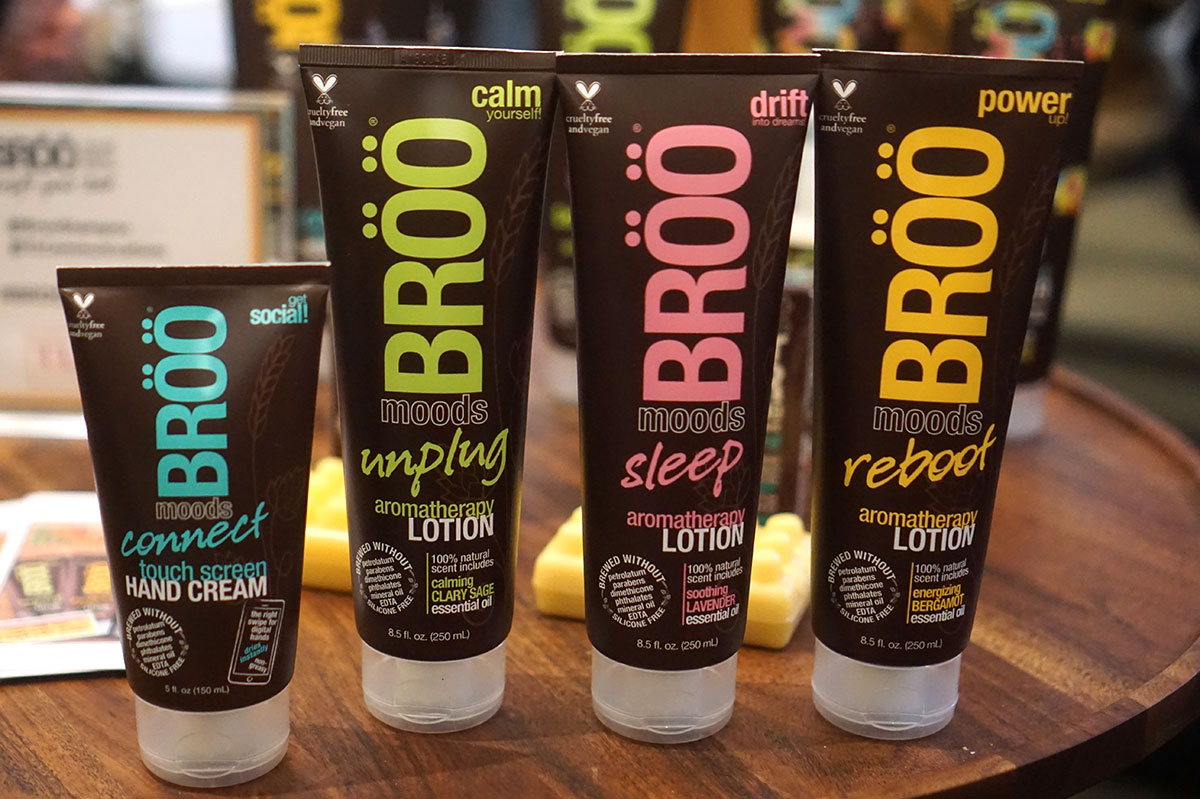 crueltyfree
andvegan
get
social!
BRÖÖ
®
moods
connect
touch screen
HAND CREAM
BREWED WITHOUT
petrolatum
parabens
dimethicone
phthalates
mineral oil
EDTA
SILICONE FREE
the right
swipe for
digital
hands
dries
instantly
non-
greasy
5 fl. oz (150 mL)
crueltyfree
andvegan
calm
yourself!
BRÖÖ
®
moods
unplug
aromatherapy
LOTION
BREWED WITHOUT
petrolatum
parabens
dimethicone
phthalates
mineral oil
EDTA
SILICONE FREE
100% natural
scent includes
calming
CLARY SAGE
essential oil
8.5 fl. oz. (250 mL)
crueltyfree
andvegan
drift
into dreams!
BRÖÖ
®
moods
sleep
aromatherapy
LOTION
BREWED WITHOUT
petrolatum
parabens
dimethicone
phthalates
mineral oil
EDTA
SILICONE FREE
100% natural
scent includes
soothing
LAVENDER
essential oil
8.5 fl.oz. (250 mL)
crueltyfree
andvegan
power
up!
BRÖÖ
®
moods
reboot
aromatherapy
LOTION
BREWED WITHOUT
petrolatum
parabens
dimethicone
phthalates
mineral oil
EDTA
SILICONE FREE
100% natural
scent includes
energizing
BERGAMOT
essential oil
8.5 fl. oz. (250 mL)
BRÖÖ